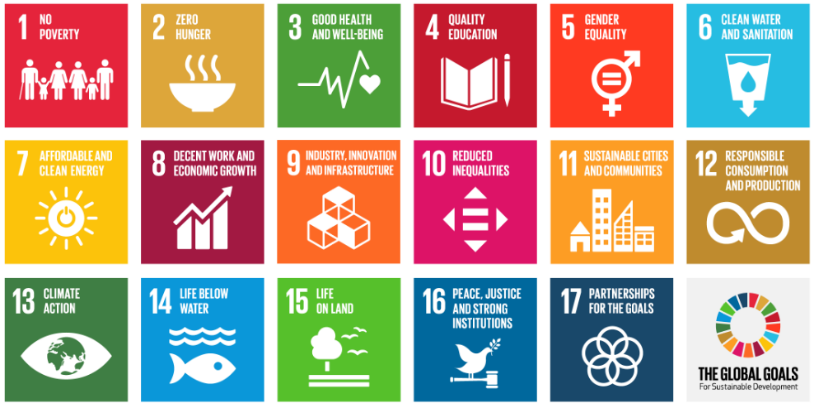 1 NO
POVERTY
2 ZERO
HUNGER
3 GOOD HEALTH
AND WELL-BEING
4 QUALITY
EDUCATION
5 GENDER
EQUALITY
6 CLEAN WATER
AND SANITATION
7 AFFORDABLE AND
CLEAN ENERGY
8 DECENT WORK AND
ECONOMIC GROWTH
9 INDUSTRY, INNOVATION
AND INFRASTRUCTURE
10 REDUCED
INEQUALITIES
11 SUSTAINABLE CITIES
AND COMMUNITIES
12 RESPONSIBLE
CONSUMPTION
AND PRODUCTION
13 CLIMATE
ACTION
14 LIFE BELOW
WATER
15 LIFE
ON LAND
16 PEACE, JUSTICE
AND STRONG
INSTITUTIONS
17 PARTNERSHIPS
FOR THE GOALS
THE GLOBAL GOALS
For Sustainable Development